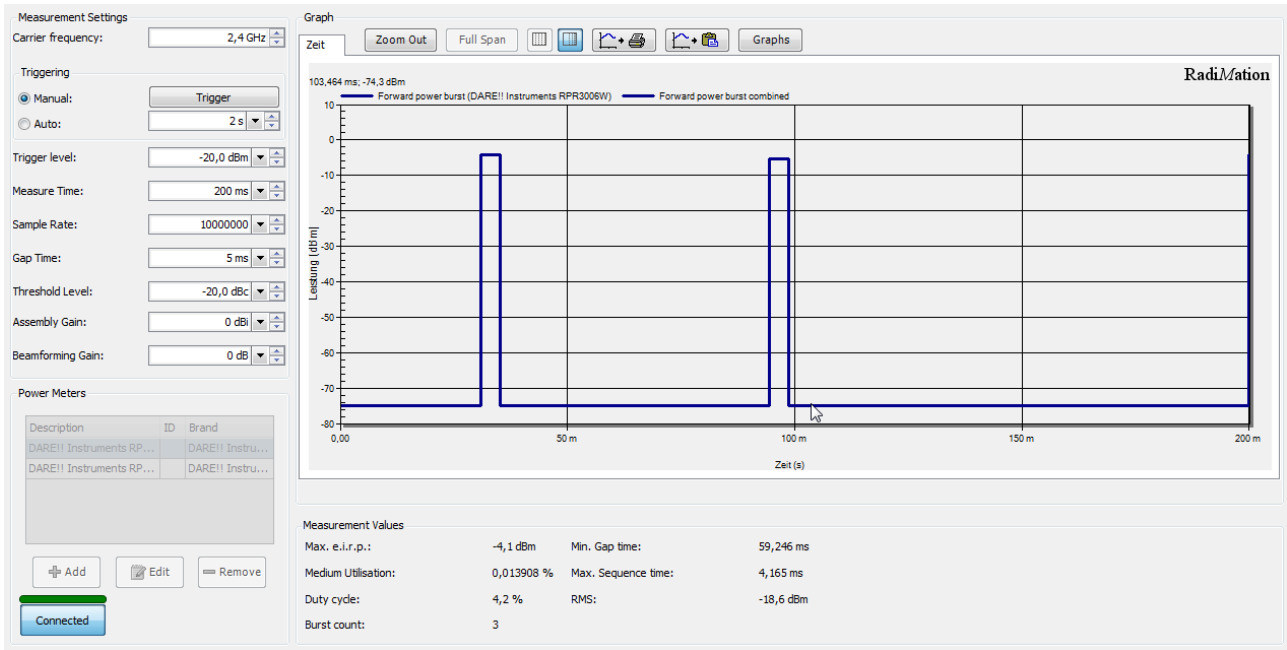 Measurement Settings
Carrier frequency: 2,4 GHz
Triggering
Manual: Trigger
Auto: 2 s
Trigger level: -20,0 dBm
Measure Time: 200 ms
Sample Rate: 10000000
Gap Time: 5 ms
Threshold Level: -20,0 dBc
Assembly Gain: 0 dBi
Beamforming Gain: 0 dB
Power Meters
Description ID Brand
DARE!! Instruments RP... DARE!! Instru...
DARE!! Instruments RP... DARE!! Instru...
Add Edit Remove
Connected
Graph
Zeit Zoom Out Full Span Graphs
RadiMation
103,464 ms; -74,3 dBm
Forward power burst (DARE!! Instruments RPR3006W) Forward power burst combined
10
0
-10
-20
-30
-40
-50
-60
-70
-80
Leistung [dBm]
0,00 50 m 100 m 150 m 200 m
Zeit (s)
Measurement Values
Max. e.i.r.p.: -4,1 dBm Min. Gap time: 59,246 ms
Medium Utilisation: 0,013908 % Max. Sequence time: 4,165 ms
Duty cycle: 4,2 % RMS: -18,6 dBm
Burst count: 3